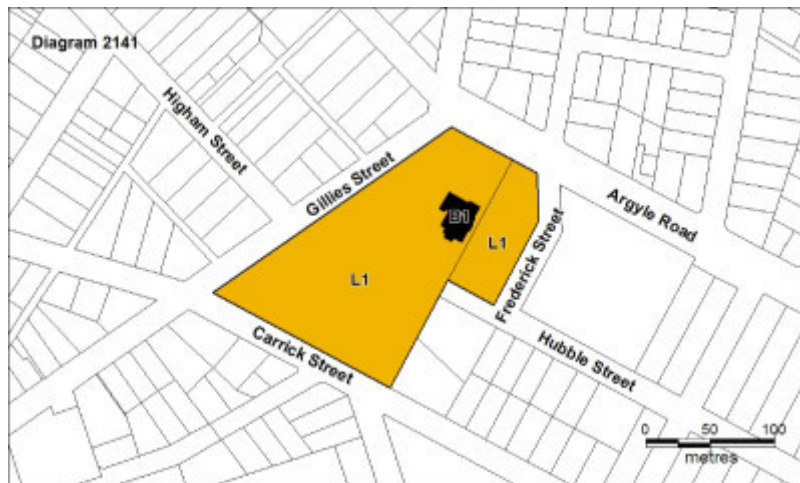 Diagram 2141
Higham Street
Gillies Street
Argyle Road
B1
L1
Frederick Street
L1
Carrick Street
Hubble Street
0 50 100
metres